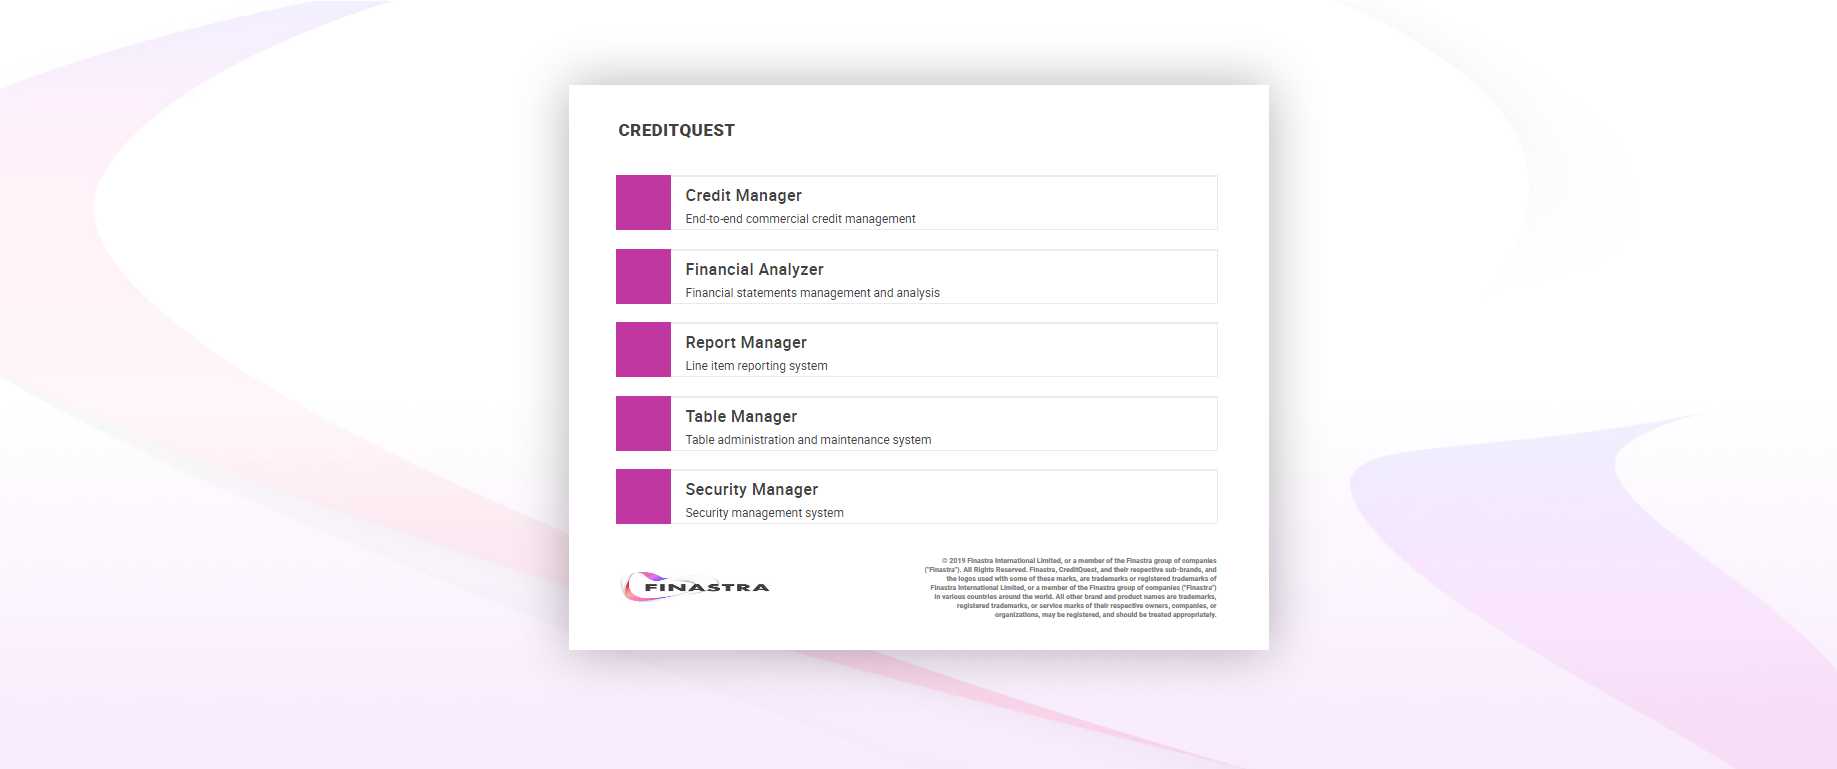 CREDITQUEST
Credit Manager
End-to-end commercial credit management
Financial Analyzer
Financial statements management and analysis
Report Manager
Line item reporting system
Table Manager
Table administration and maintenance system
Security Manager
Security management system
FINASTRA
© 2019 Finastra International Limited, or a member of the Finastra group of companies
("Finastra"). All Rights Reserved. Finastra, CreditQuest, and their respective sub-brands, and
the logos used with some of these marks, are trademarks or registered trademarks of
Finastra International Limited, or a member of the Finastra group of companies ("Finastra")
in various countries around the world. All other brand and product names are trademarks,
registered trademarks, or service marks of their respective owners, companies, or
organizations, may be registered, and should be treated appropriately.